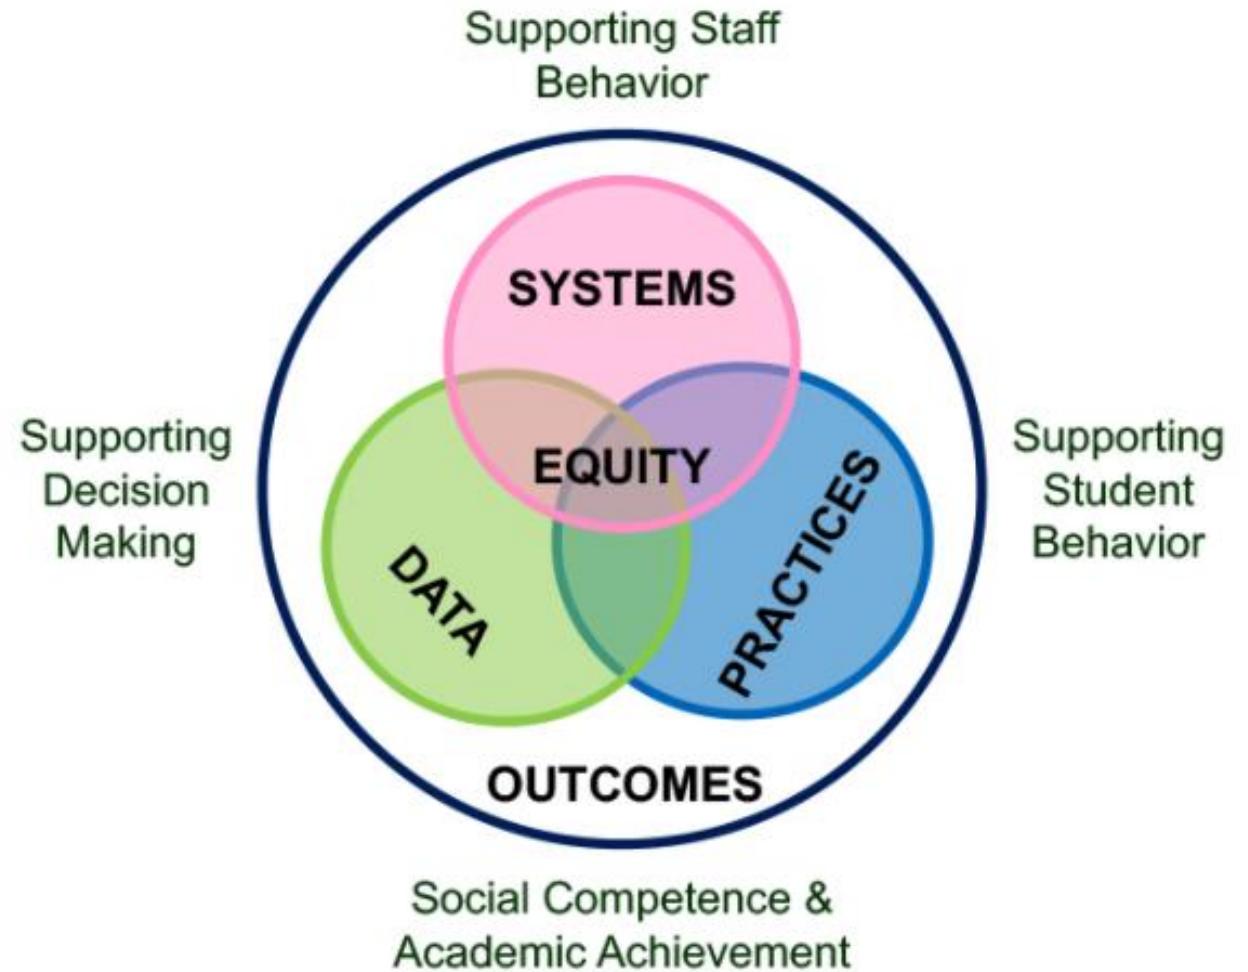 Supporting Staff
Behavior
SYSTEMS
Supporting
Decision
Making
EQUITY
Supporting
Student
Behavior
DATA
PRACTICES
OUTCOMES
Social Competence &
Academic Achievement